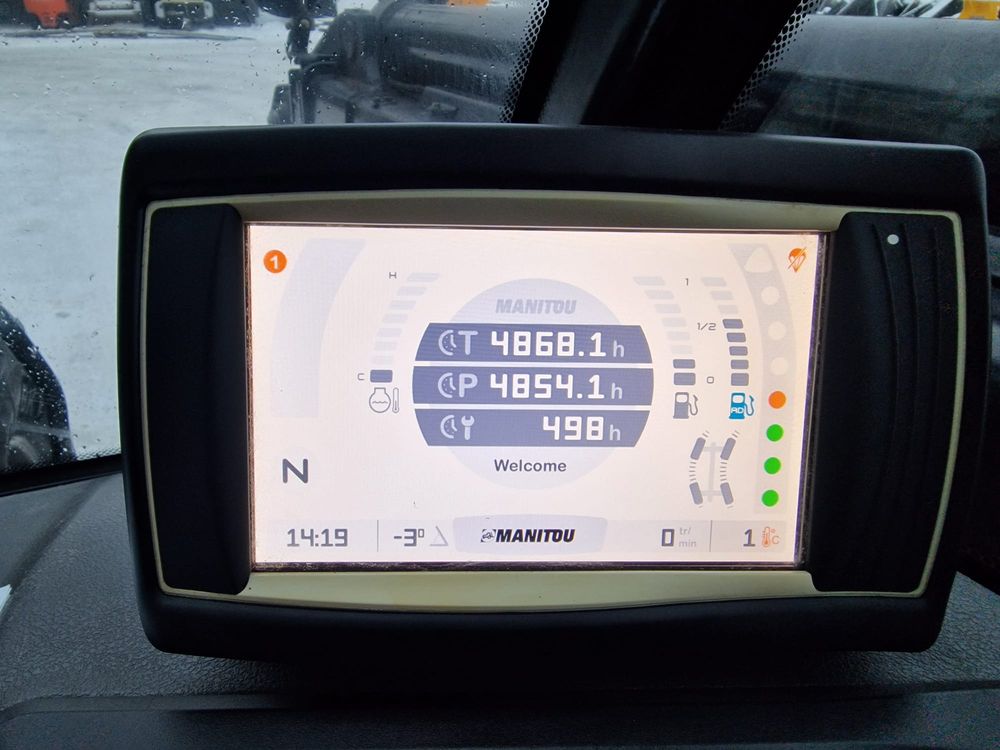 1
H
1
MANITOU
1/2
T 4868.1 h
C
0
P 4854.1 h
AD
498 h
Welcome
N
14:19
-3°
MANITOU
0 tr/min
1 °C